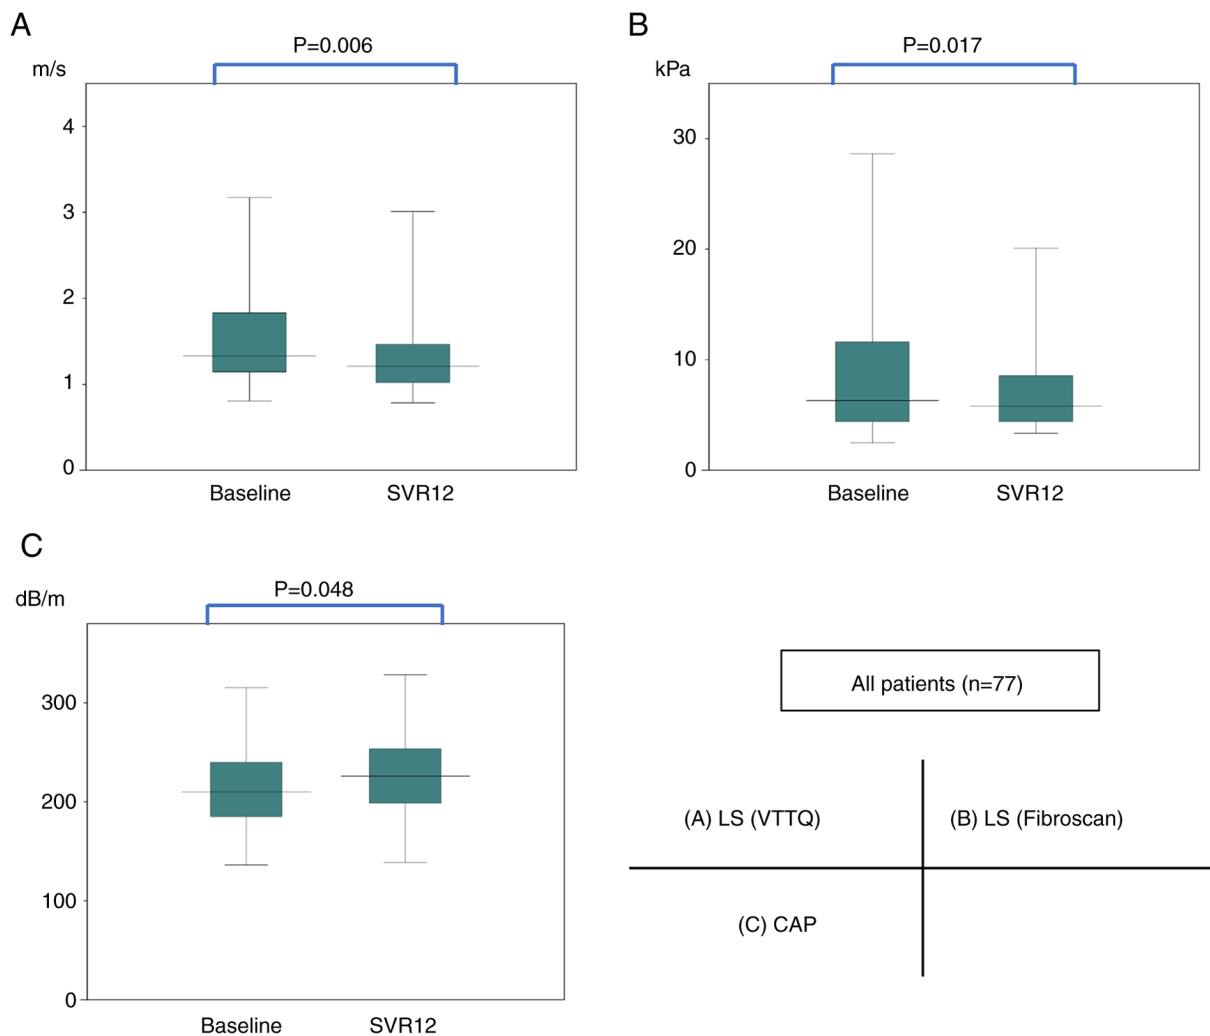 A
P=0.006
m/s
4
3
2
1
0
Baseline SVR12
B
P=0.017
kPa
30
20
10
0
Baseline SVR12
C
P=0.048
dB/m
300
200
100
0
Baseline SVR12
All patients (n=77)
(A) LS (VTTQ) (B) LS (Fibroscan)
(C) CAP